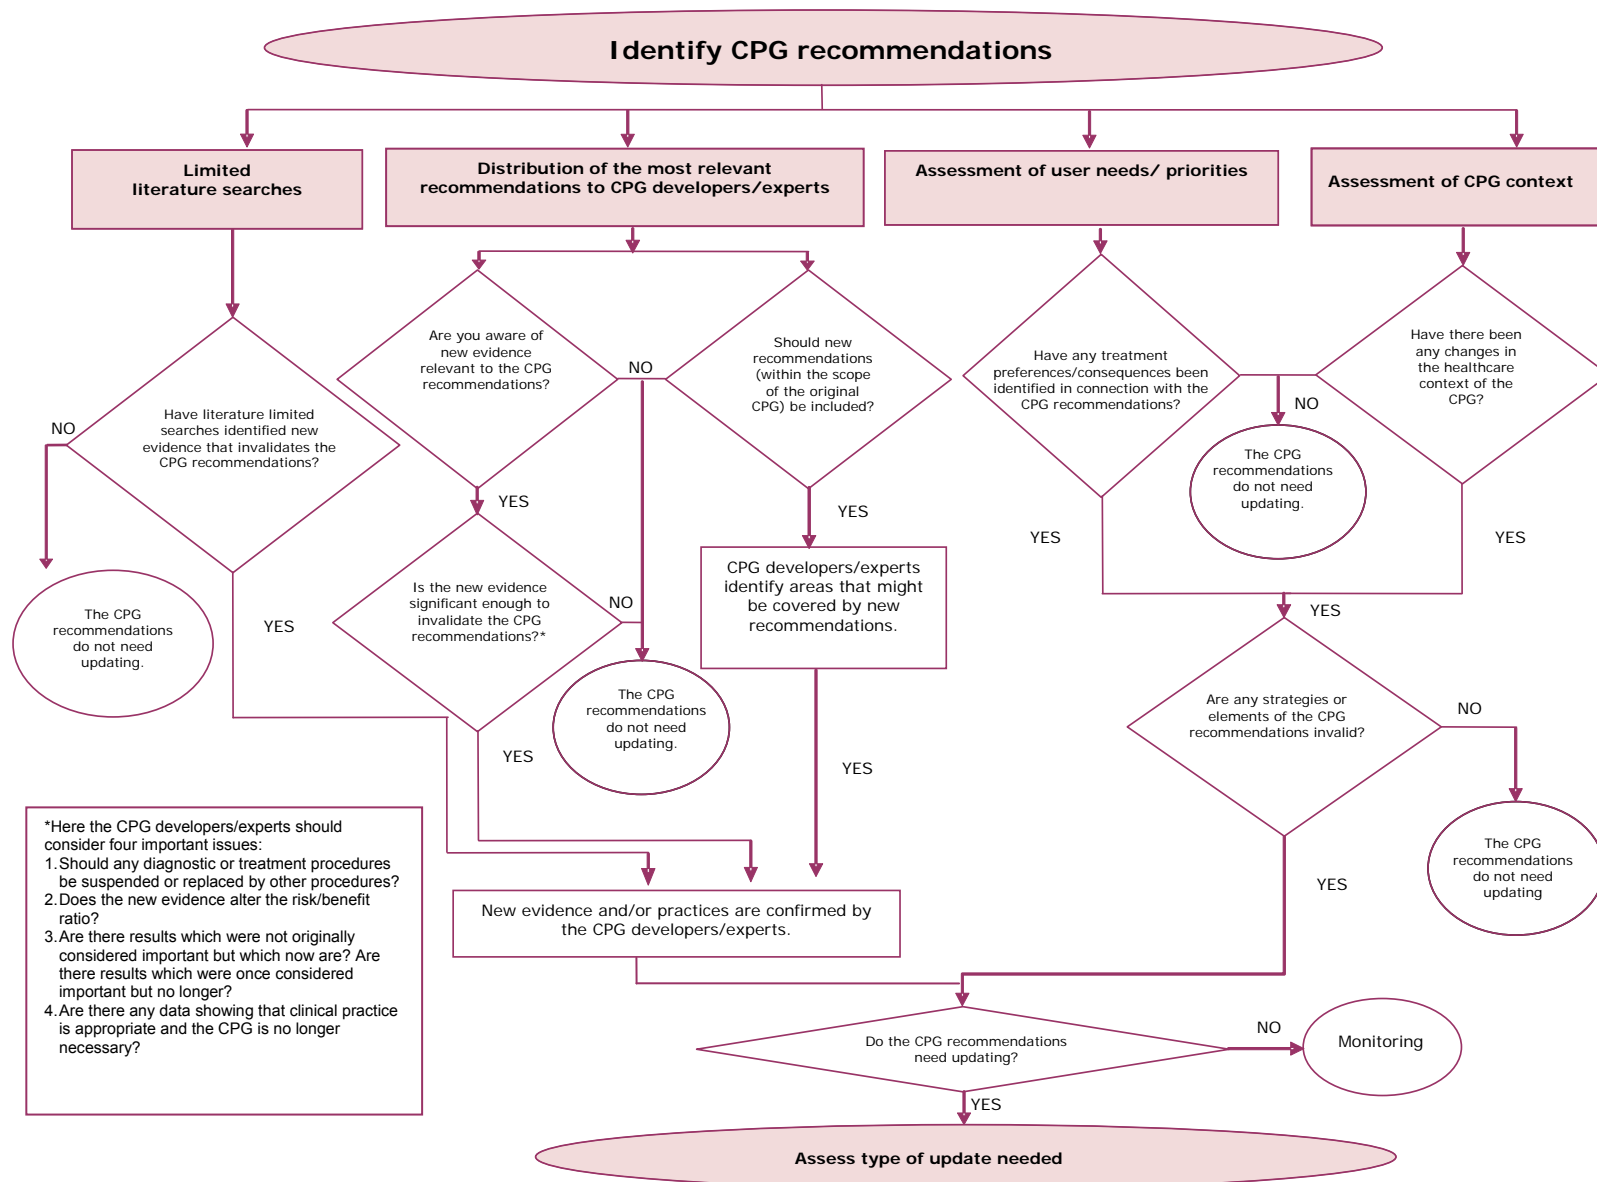 Identify CPG recommendations
Limited
literature searches
Distribution of the most relevant
recommendations to CPG developers/experts
Assessment of user needs/ priorities
Assessment of CPG context
Are you aware of
new evidence
relevant to the CPG
recommendations?
NO
Should new
recommendations
(within the scope
of the original
CPG) be included?
Have any treatment
preferences/consequences been
identified in connection with the
CPG recommendations?
NO
Have there been
any changes in
the healthcare
context of the
CPG?
NO
Have literature limited
searches identified new
evidence that invalidates the
CPG recommendations?
The CPG
recommendations
do not need
updating.
YES
YES
YES
YES
The CPG
recommendations
do not need
updating.
YES
Is the new evidence
significant enough to
invalidate the CPG
recommendations?*
NO
CPG developers/experts
identify areas that might
be covered by new
recommendations.
YES
The CPG
recommendations
do not need
updating.
YES
YES
Are any strategies or
elements of the CPG
recommendations invalid?
NO
*Here the CPG developers/experts should
consider four important issues:
1.Should any diagnostic or treatment procedures
be suspended or replaced by other procedures?
2.Does the new evidence alter the risk/benefit
ratio?
3.Are there results which were not originally
considered important but which now are? Are
there results which were once considered
important but no longer?
4.Are there any data showing that clinical practice
is appropriate and the CPG is no longer
necessary?
The CPG
recommendations
do not need
updating
YES
New evidence and/or practices are confirmed by
the CPG developers/experts.
Do the CPG recommendations
need updating?
NO
Monitoring
YES
Assess type of update needed